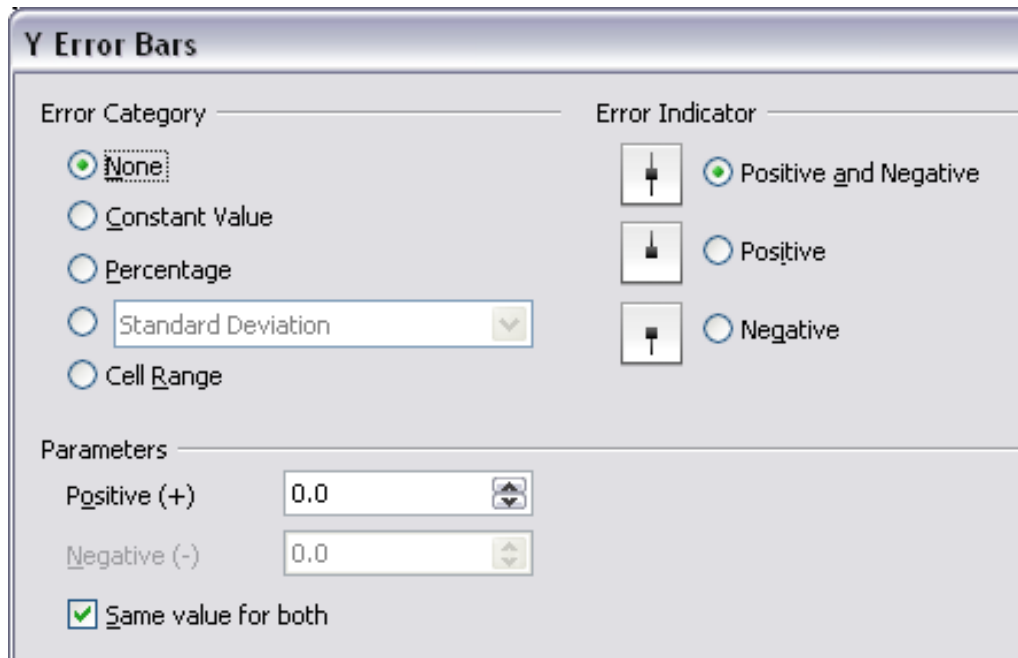 Y Error Bars
Error Category
None
Constant Value
Percentage
Standard Deviation
Cell Range
Error Indicator
Positive and Negative
Positive
Negative
Parameters
Positive (+) 0.0
Negative (-) 0.0
Same value for both